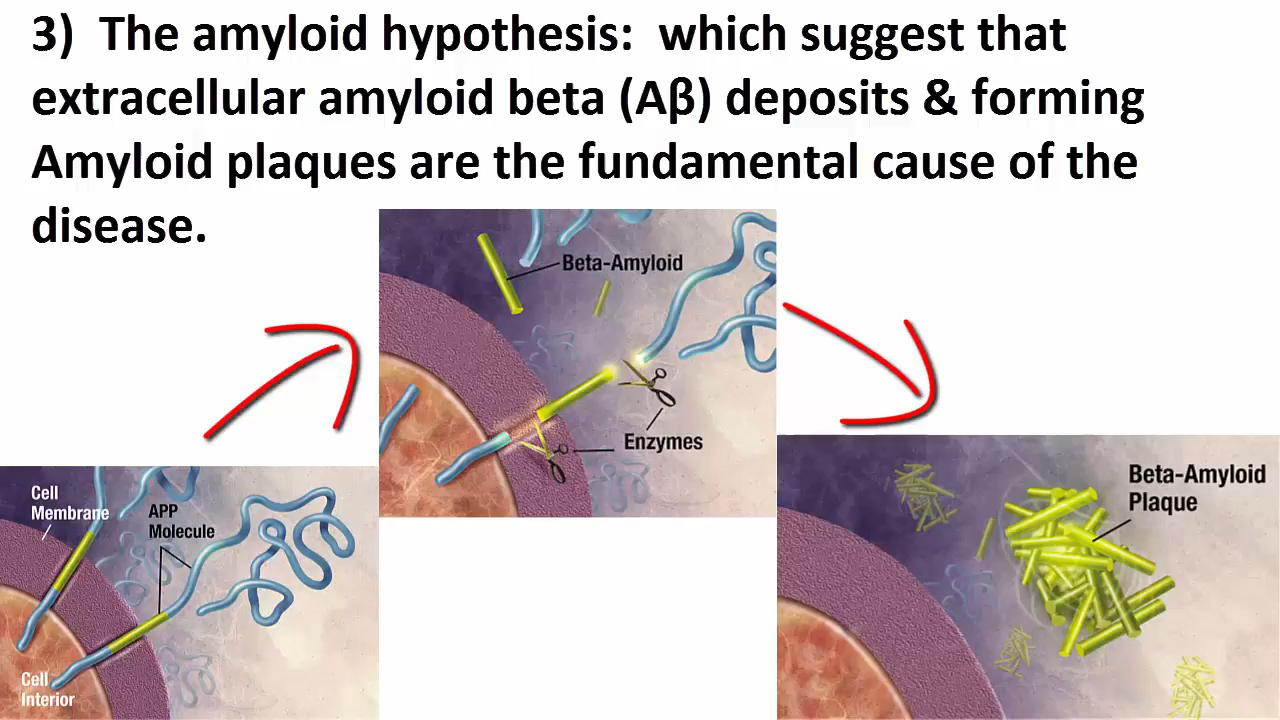 3) The amyloid hypothesis: which suggest that
extracellular amyloid beta (Aβ) deposits & forming
Amyloid plaques are the fundamental cause of the
disease.
Cell
Membrane
APP
Molecule
Cell
Interior
Beta-Amyloid
Enzymes
Beta-Amyloid
Plaque